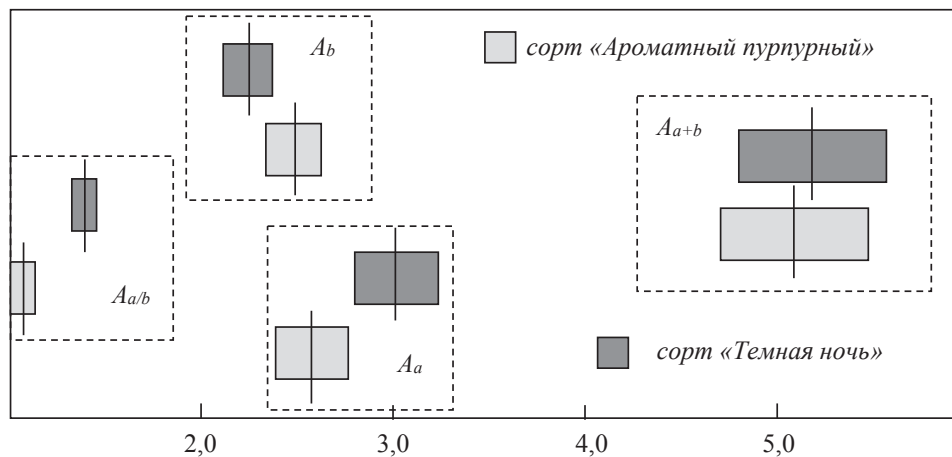 Ab
сорт «Ароматный пурпурный»
Aa+b
Aa/b
сорт «Темная ночь»
Aa
2,0 3,0 4,0 5,0